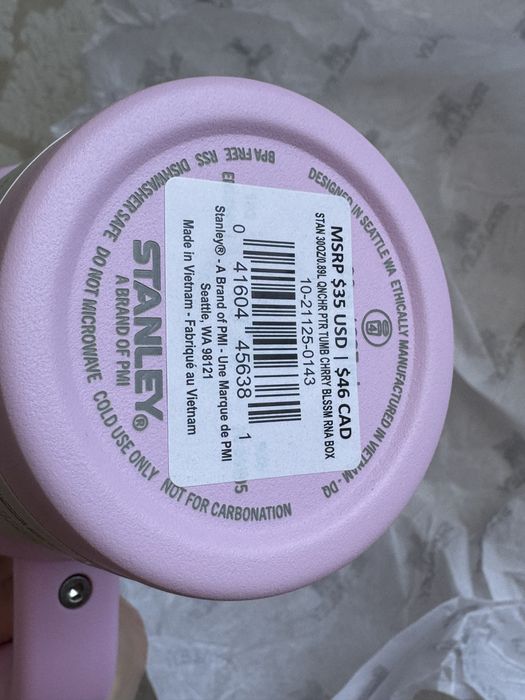 MSRP $35 USD | $46 CAD
STAN 30OZ/0.89L QNCHR PTR TUMB CHRRY BLSSM RNA BOX
10-21125-0143
0 41604 45638 1
Stanley® - A Brand of PMI - Une Marque de PMI
Seattle, WA 98121
Made in Vietnam - Fabriqué au Vietnam
STANLEY®
A BRAND OF PMI
DESIGNED IN SEATTLE WA ETHICALLY MANUFACTURED IN VIETNAM - DQ
BPA FREE RSS DISHWASHER SAFE DO NOT MICROWAVE COLD USE ONLY NOT FOR CARBONATION